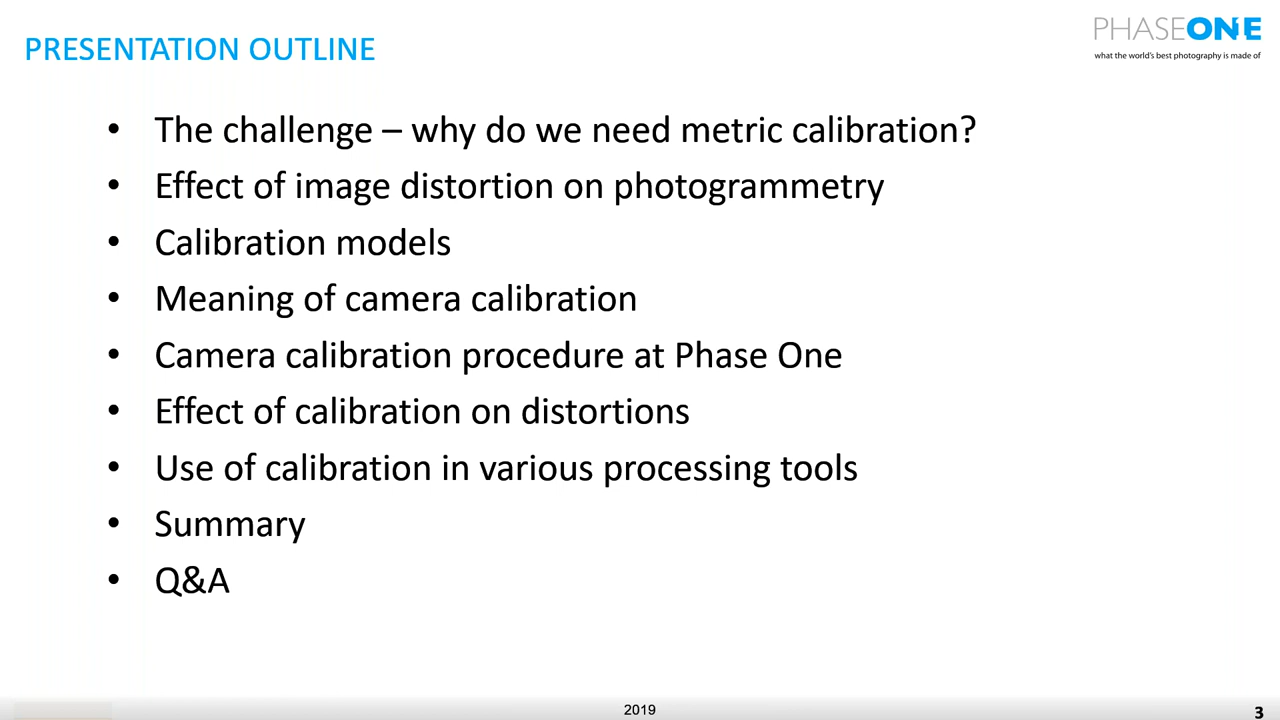 PRESENTATION OUTLINE
PHASEONE
what the world's best photography is made of
• The challenge – why do we need metric calibration?
• Effect of image distortion on photogrammetry
• Calibration models
• Meaning of camera calibration
• Camera calibration procedure at Phase One
• Effect of calibration on distortions
• Use of calibration in various processing tools
• Summary
• Q&A
2019
3